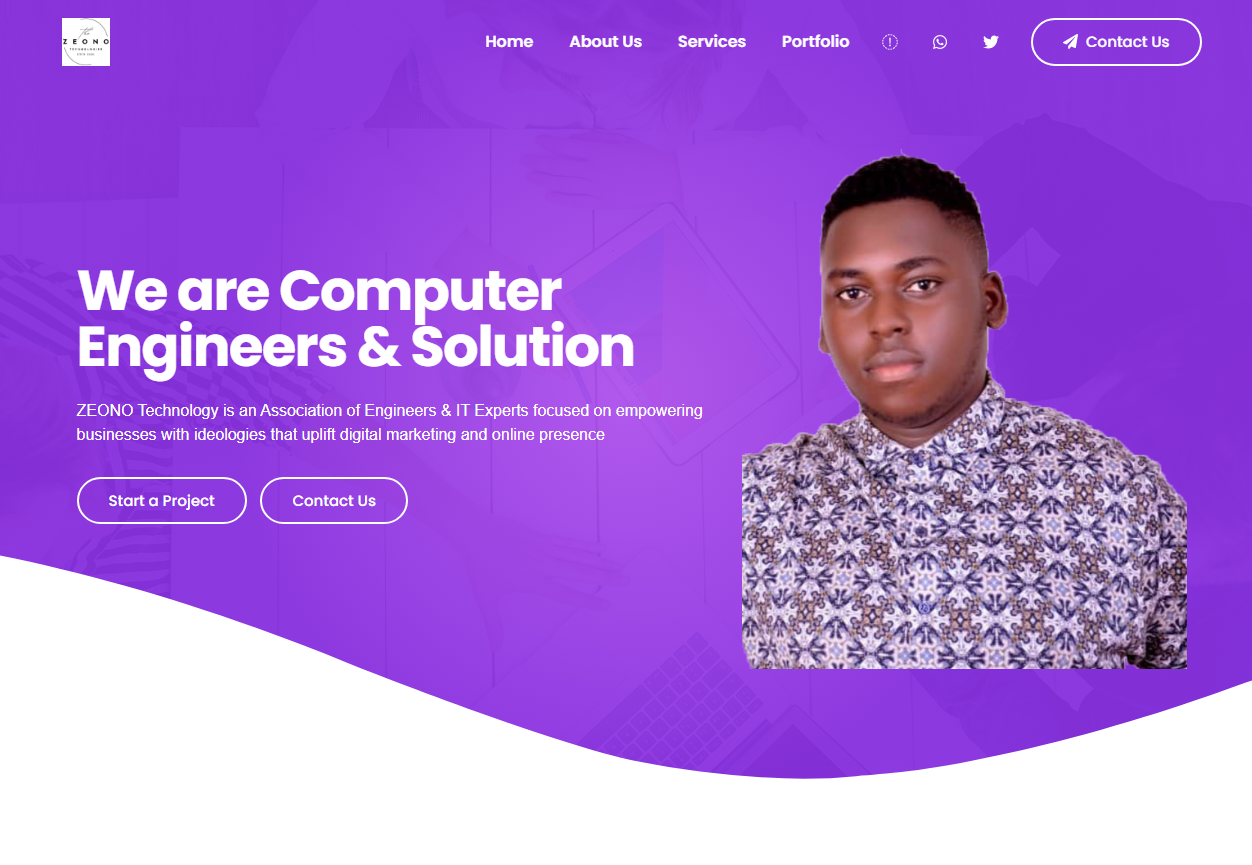 The
ZEONO
TECHNOLOGIES
Home
About Us
Services
Portfolio
Contact Us
We are Computer
Engineers & Solution
ZEONO Technology is an Association of Engineers & IT Experts focused on empowering
businesses with ideologies that uplift digital marketing and online presence
Start a Project
Contact Us